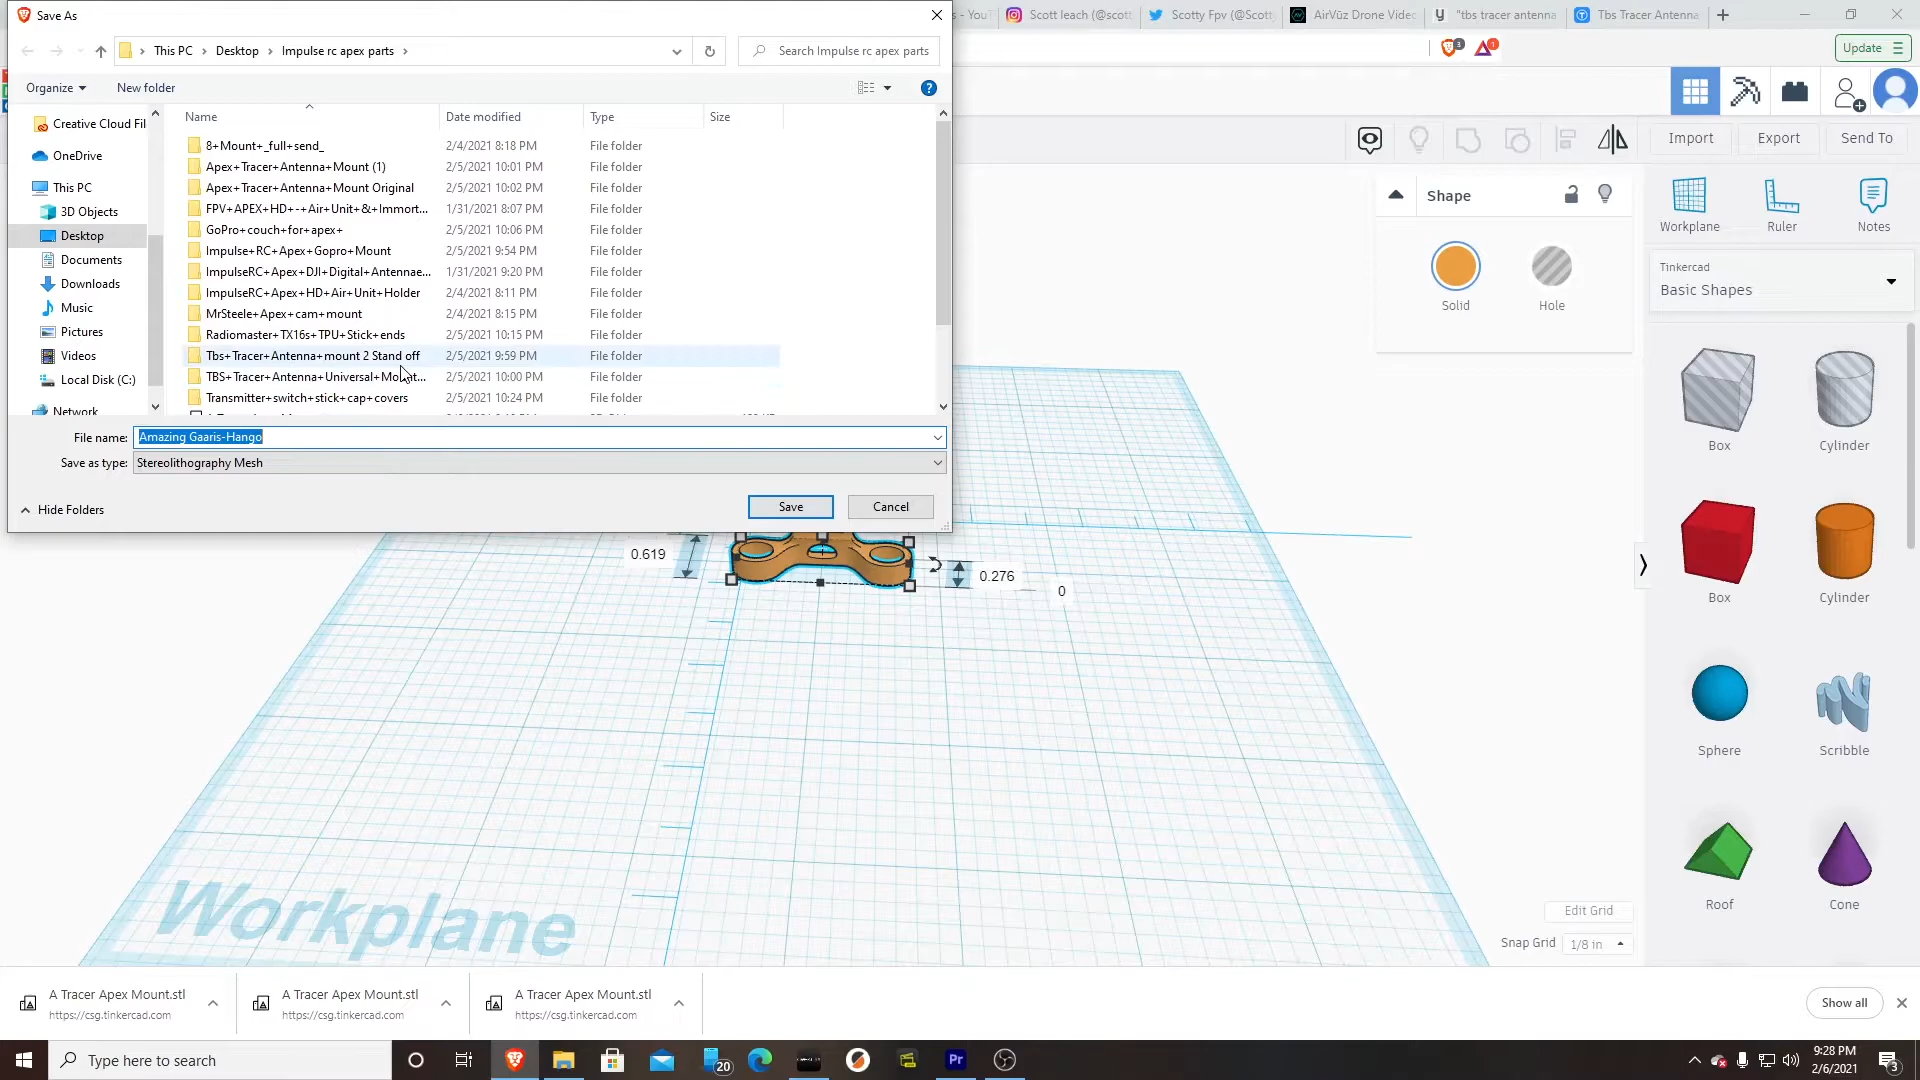 Save As
s - YouT
Scott leach (@scott
Scotty Fpv (@Scotty
AirVūz Drone Video
"tbs tracer antenna
Tbs Tracer Antenna
This PC
Desktop
Impulse rc apex parts
Search Impulse rc apex parts
3
1
Update
Organize
New folder
Name
Date modified
Type
Size
Creative Cloud Fil
OneDrive
This PC
3D Objects
Desktop
Documents
Downloads
Music
Pictures
Videos
Local Disk (C:)
Network
8+Mount+_full+send_ 2/4/2021 8:18 PM File folder
Apex+Tracer+Antenna+Mount (1) 2/5/2021 10:01 PM File folder
Apex+Tracer+Antenna+Mount Original 2/5/2021 10:02 PM File folder
FPV+APEX+HD+-+Air+Unit+&+Immort... 1/31/2021 8:07 PM File folder
GoPro+couch+for+apex+ 2/5/2021 10:06 PM File folder
Impulse+RC+Apex+Gopro+Mount 2/5/2021 9:54 PM File folder
ImpulseRC+Apex+DJI+Digital+Antennae... 1/31/2021 9:20 PM File folder
ImpulseRC+Apex+HD+Air+Unit+Holder 2/4/2021 8:11 PM File folder
MrSteele+Apex+cam+mount 2/4/2021 8:15 PM File folder
Radiomaster+TX16s+TPU+Stick+ends 2/5/2021 10:15 PM File folder
Tbs+Tracer+Antenna+mount 2 Stand off 2/5/2021 9:59 PM File folder
TBS+Tracer+Antenna+Universal+Mount... 2/5/2021 10:00 PM File folder
Transmitter+switch+stick+cap+covers 2/5/2021 10:24 PM File folder
File name: Amazing Gaaris-Hango
Save as type: Stereolithography Mesh
Hide Folders
Save
Cancel
Import
Export
Send To
Shape
Solid
Hole
Workplane
Ruler
Notes
Tinkercad
Basic Shapes
Box
Cylinder
Box
Cylinder
Sphere
Scribble
Roof
Cone
0.619
0.276
0
Workplane
Edit Grid
Snap Grid 1/8 in
A Tracer Apex Mount.stl
https://csg.tinkercad.com
A Tracer Apex Mount.stl
https://csg.tinkercad.com
A Tracer Apex Mount.stl
https://csg.tinkercad.com
Show all
Type here to search
20
Pr
9:28 PM
2/6/2021
3